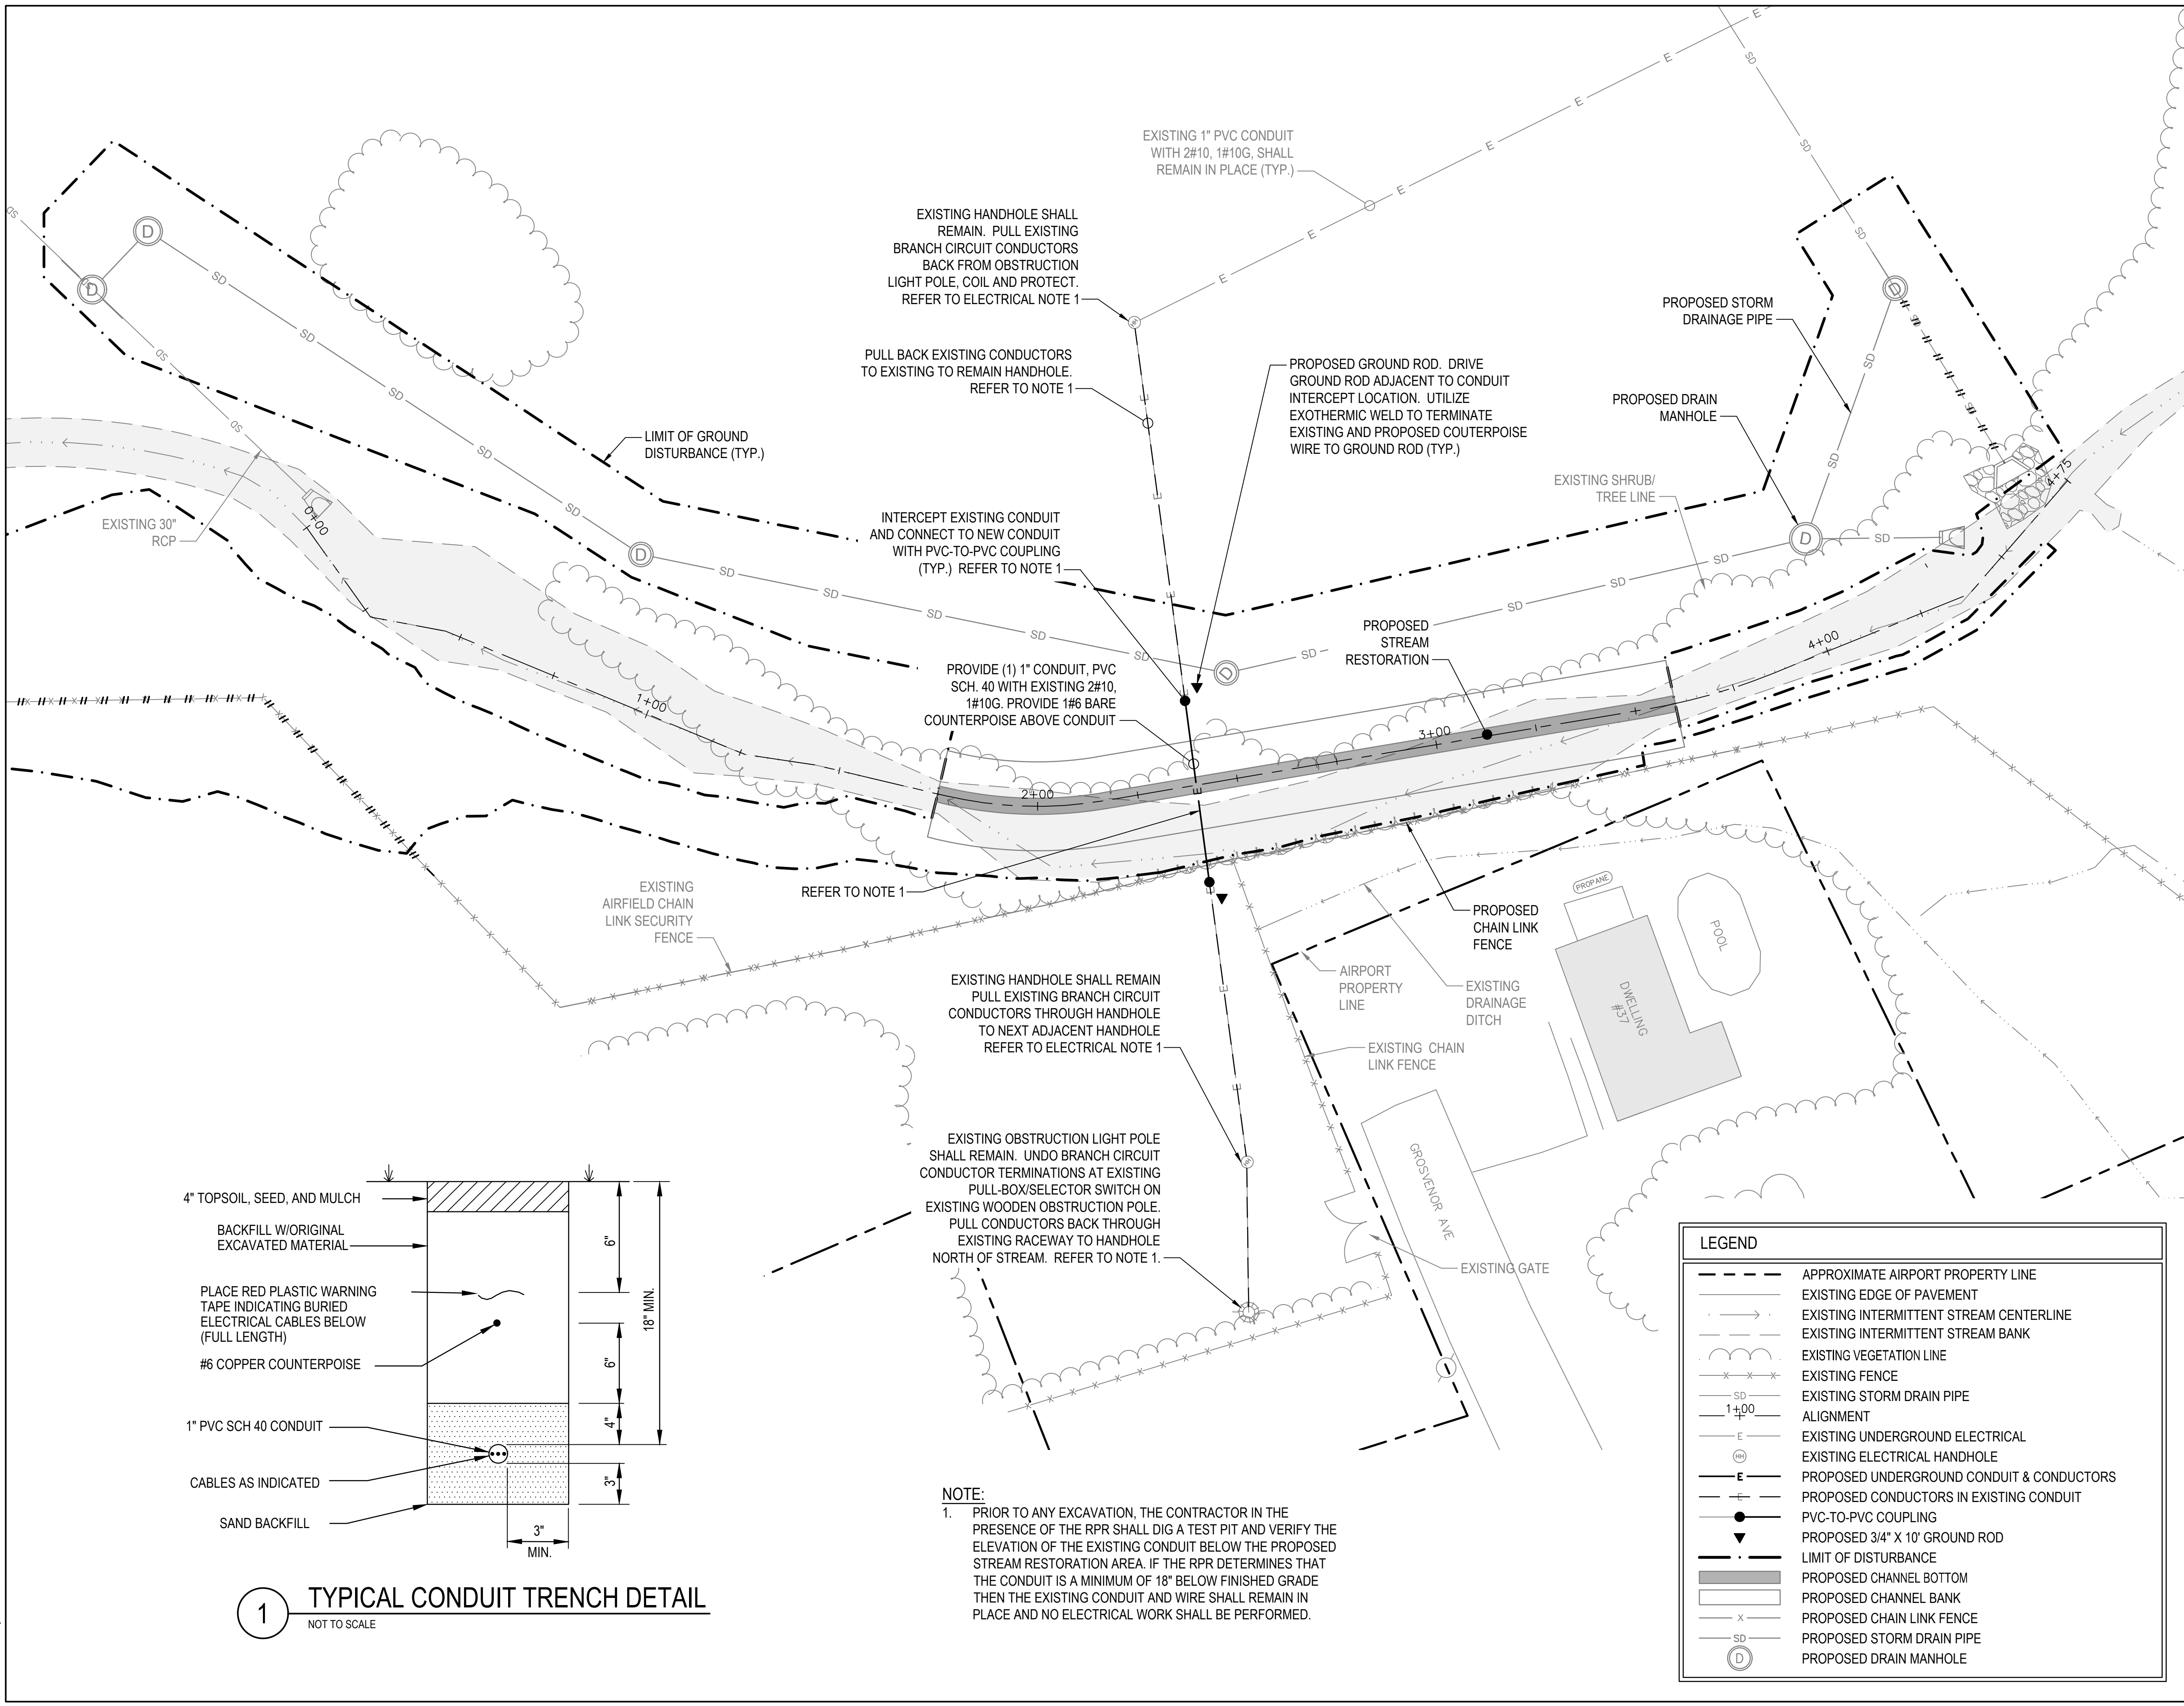 EXISTING 1" PVC CONDUIT
WITH 2#10, 1#10G, SHALL
REMAIN IN PLACE (TYP.)
EXISTING HANDHOLE SHALL
REMAIN. PULL EXISTING
BRANCH CIRCUIT CONDUCTORS
BACK FROM OBSTRUCTION
LIGHT POLE, COIL AND PROTECT.
REFER TO ELECTRICAL NOTE 1
PULL BACK EXISTING CONDUCTORS
TO EXISTING TO REMAIN HANDHOLE.
REFER TO NOTE 1
PROPOSED GROUND ROD. DRIVE
GROUND ROD ADJACENT TO CONDUIT
INTERCEPT LOCATION. UTILIZE
EXOTHERMIC WELD TO TERMINATE
EXISTING AND PROPOSED COUTERPOISE
WIRE TO GROUND ROD (TYP.)
PROPOSED STORM
DRAINAGE PIPE
PROPOSED DRAIN
MANHOLE
LIMIT OF GROUND
DISTURBANCE (TYP.)
EXISTING SHRUB/
TREE LINE
EXISTING 30"
RCP
INTERCEPT EXISTING CONDUIT
AND CONNECT TO NEW CONDUIT
WITH PVC-TO-PVC COUPLING
(TYP.) REFER TO NOTE 1
PROPOSED
STREAM
RESTORATION
PROVIDE (1) 1" CONDUIT, PVC
SCH. 40 WITH EXISTING 2#10,
1#10G. PROVIDE 1#6 BARE
COUNTERPOISE ABOVE CONDUIT
0+00
1+00
2+00
3+00
4+00
4+75
REFER TO NOTE 1
EXISTING
AIRFIELD CHAIN
LINK SECURITY
FENCE
PROPOSED
CHAIN LINK
FENCE
PROPANE
POOL
DWELLING
#37
AIRPORT
PROPERTY
LINE
EXISTING
DRAINAGE
DITCH
EXISTING HANDHOLE SHALL REMAIN
PULL EXISTING BRANCH CIRCUIT
CONDUCTORS THROUGH HANDHOLE
TO NEXT ADJACENT HANDHOLE
REFER TO ELECTRICAL NOTE 1
EXISTING CHAIN
LINK FENCE
GROSVENOR AVE
EXISTING GATE
EXISTING OBSTRUCTION LIGHT POLE
SHALL REMAIN. UNDO BRANCH CIRCUIT
CONDUCTOR TERMINATIONS AT EXISTING
PULL-BOX/SELECTOR SWITCH ON
EXISTING WOODEN OBSTRUCTION POLE.
PULL CONDUCTORS BACK THROUGH
EXISTING RACEWAY TO HANDHOLE
NORTH OF STREAM. REFER TO NOTE 1.
4" TOPSOIL, SEED, AND MULCH
BACKFILL W/ORIGINAL
EXCAVATED MATERIAL
PLACE RED PLASTIC WARNING
TAPE INDICATING BURIED
ELECTRICAL CABLES BELOW
(FULL LENGTH)
#6 COPPER COUNTERPOISE
1" PVC SCH 40 CONDUIT
CABLES AS INDICATED
SAND BACKFILL
6"
6"
4"
3"
18" MIN.
3"
MIN.
1
TYPICAL CONDUIT TRENCH DETAIL
NOT TO SCALE
NOTE:
1. PRIOR TO ANY EXCAVATION, THE CONTRACTOR IN THE
PRESENCE OF THE RPR SHALL DIG A TEST PIT AND VERIFY THE
ELEVATION OF THE EXISTING CONDUIT BELOW THE PROPOSED
STREAM RESTORATION AREA. IF THE RPR DETERMINES THAT
THE CONDUIT IS A MINIMUM OF 18" BELOW FINISHED GRADE
THEN THE EXISTING CONDUIT AND WIRE SHALL REMAIN IN
PLACE AND NO ELECTRICAL WORK SHALL BE PERFORMED.
LEGEND
APPROXIMATE AIRPORT PROPERTY LINE
EXISTING EDGE OF PAVEMENT
EXISTING INTERMITTENT STREAM CENTERLINE
EXISTING INTERMITTENT STREAM BANK
EXISTING VEGETATION LINE
X X X EXISTING FENCE
SD EXISTING STORM DRAIN PIPE
1+00 ALIGNMENT
E EXISTING UNDERGROUND ELECTRICAL
HH EXISTING ELECTRICAL HANDHOLE
E PROPOSED UNDERGROUND CONDUIT & CONDUCTORS
E PROPOSED CONDUCTORS IN EXISTING CONDUIT
PVC-TO-PVC COUPLING
PROPOSED 3/4" X 10' GROUND ROD
LIMIT OF DISTURBANCE
PROPOSED CHANNEL BOTTOM
PROPOSED CHANNEL BANK
X PROPOSED CHAIN LINK FENCE
SD PROPOSED STORM DRAIN PIPE
D PROPOSED DRAIN MANHOLE